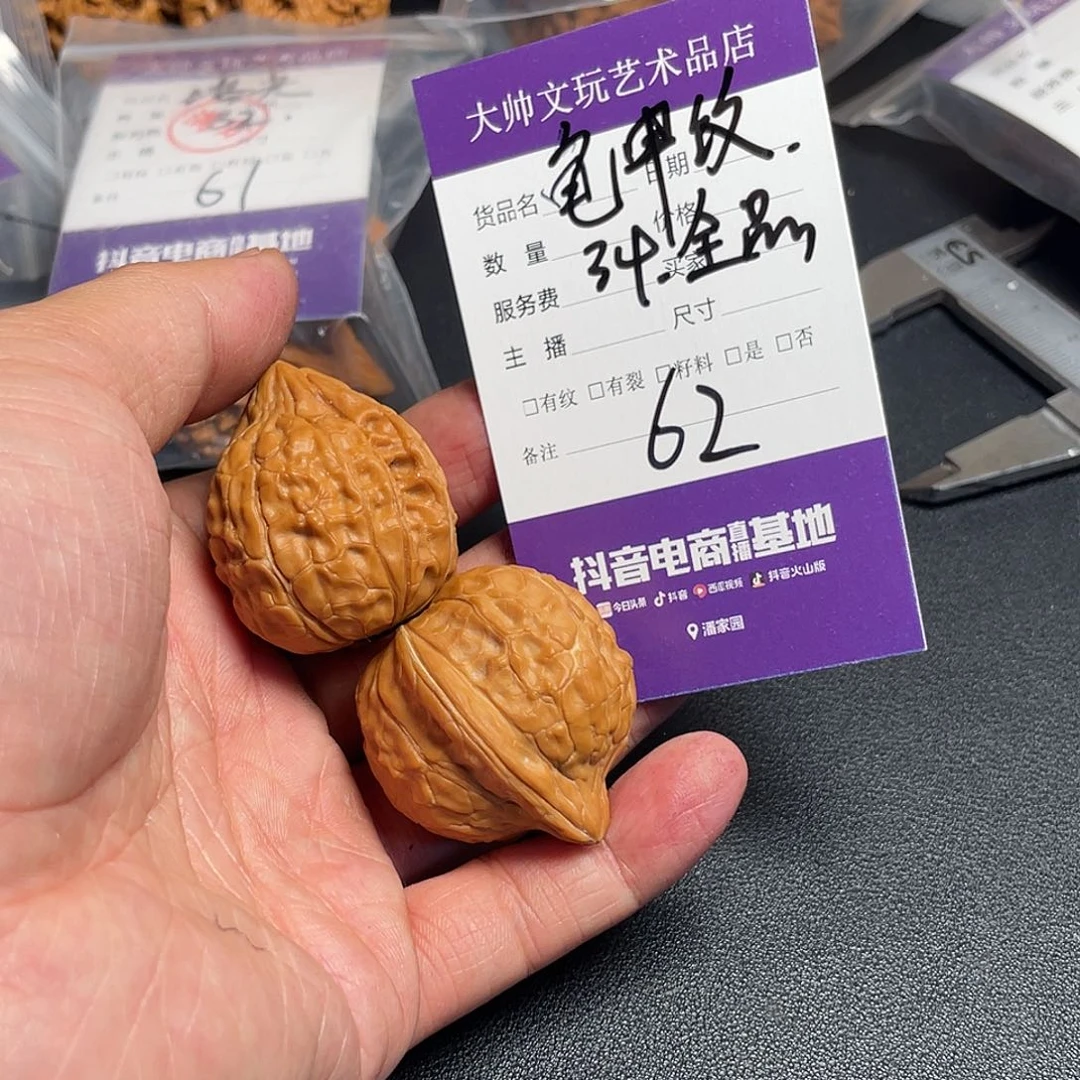 大帅文玩艺术品店
龟甲纹.
货品名 日期
数 量 价格
34.全品
服务费 买家
主 播 尺寸
□有纹 □有裂 □籽料 □是 □否
备注 62
抖音电商直播基地
今日头条 抖音 西瓜视频 抖音火山版
潘家园
61
抖音电商直播基地